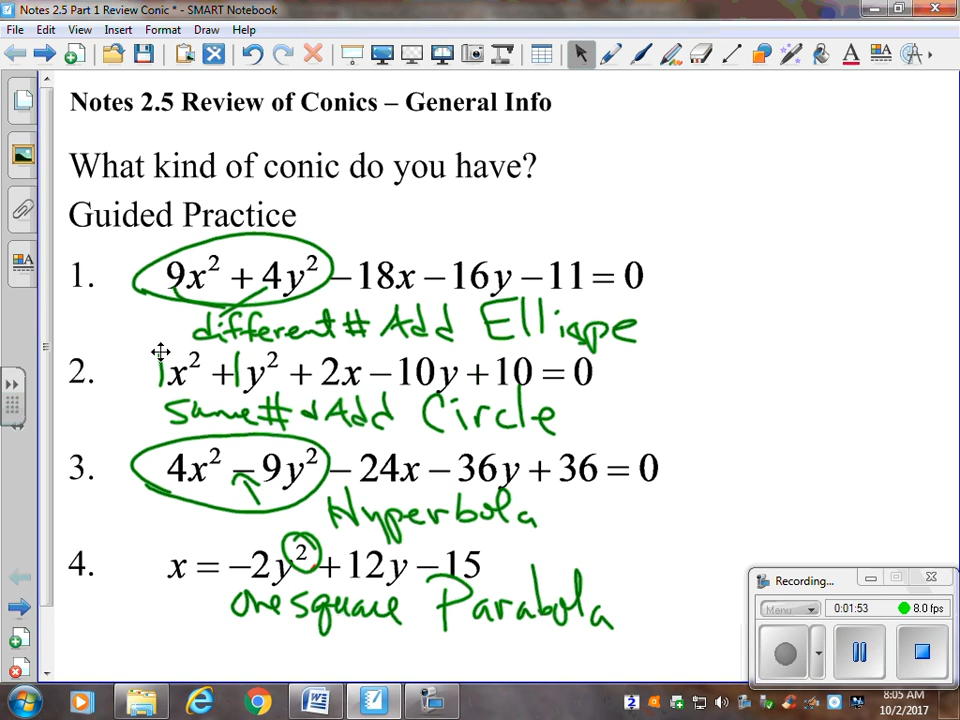 Notes 2.5 Part 1 Review Conic * - SMART Notebook
File Edit View Insert Format Draw Help
Notes 2.5 Review of Conics – General Info
What kind of conic do you have?
Guided Practice
1. 9x² + 4y² − 18x − 16y − 11 = 0
different # Add Ellispe
2. 1x² + 1y² + 2x − 10y + 10 = 0
same # & Add Circle
3. 4x² − 9y² − 24x − 36y + 36 = 0
Hyperbola
4. x = −2y² + 12y − 15
one square Parabola
Recording...
Menu 0:01:53 8.0 fps
8:05 AM
10/2/2017